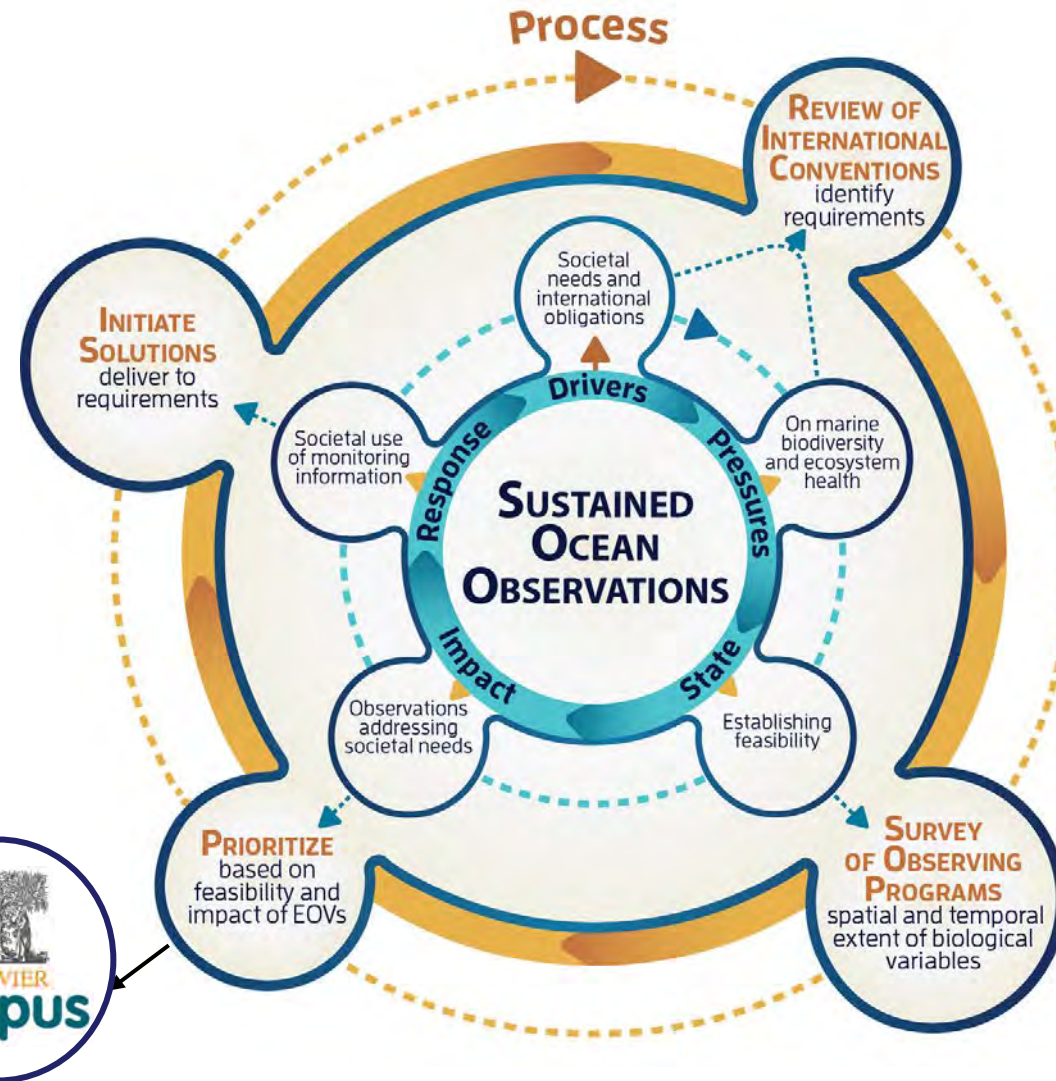 Process
REVIEW OF
INTERNATIONAL
CONVENTIONS
identify
requirements
Societal
needs and
international
obligations
INITIATE
SOLUTIONS
deliver to
requirements
Drivers
Response
Pressures
Societal use
of monitoring
information
On marine
biodiversity
and ecosystem
health
SUSTAINED
OCEAN
OBSERVATIONS
Impact
State
Observations
addressing
societal needs
Establishing
feasibility
PRIORITIZE
based on
feasibility and
impact of EOVs
SURVEY
OF OBSERVING
PROGRAMS
spatial and temporal
extent of biological
variables
VIER
pus